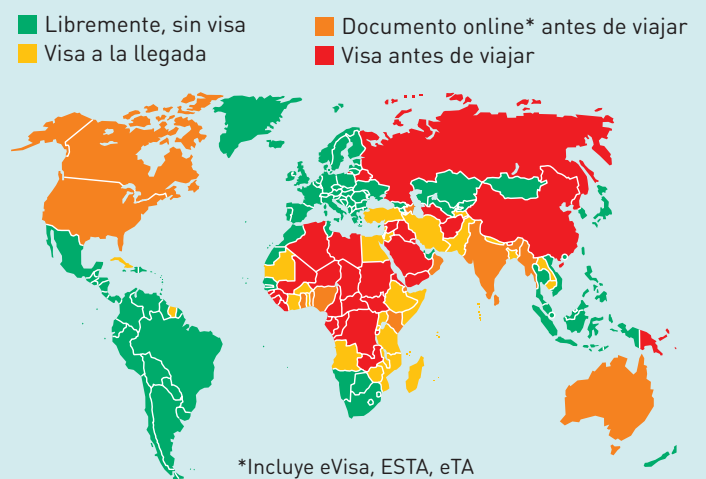 Libremente, sin visa
Visa a la llegada
Documento online* antes de viajar
Visa antes de viajar
*Incluye eVisa, ESTA, eTA